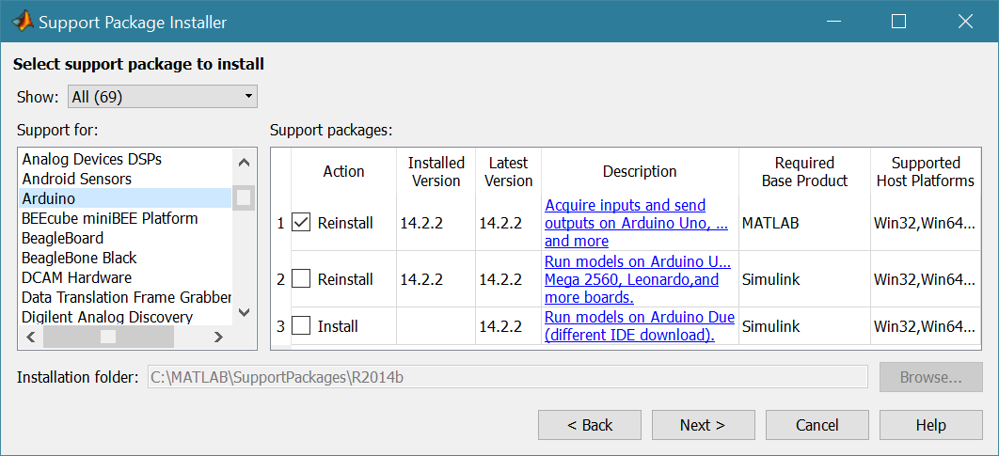 Support Package Installer
Select support package to install
Show: All (69)
Support for:
Analog Devices DSPs
Android Sensors
Arduino
BEEcube miniBEE Platform
BeagleBoard
BeagleBone Black
DCAM Hardware
Data Translation Frame Grabber
Digilent Analog Discovery
Support packages:
Action Installed Version Latest Version Description Required Base Product Supported Host Platforms
1 Reinstall 14.2.2 14.2.2 Acquire inputs and send outputs on Arduino Uno, ... and more MATLAB Win32,Win64...
2 Reinstall 14.2.2 14.2.2 Run models on Arduino U... Mega 2560, Leonardo,and more boards. Simulink Win32,Win64...
3 Install 14.2.2 Run models on Arduino Due (different IDE download). Simulink Win32,Win64...
Installation folder: C:\MATLAB\SupportPackages\R2014b Browse...
< Back Next > Cancel Help